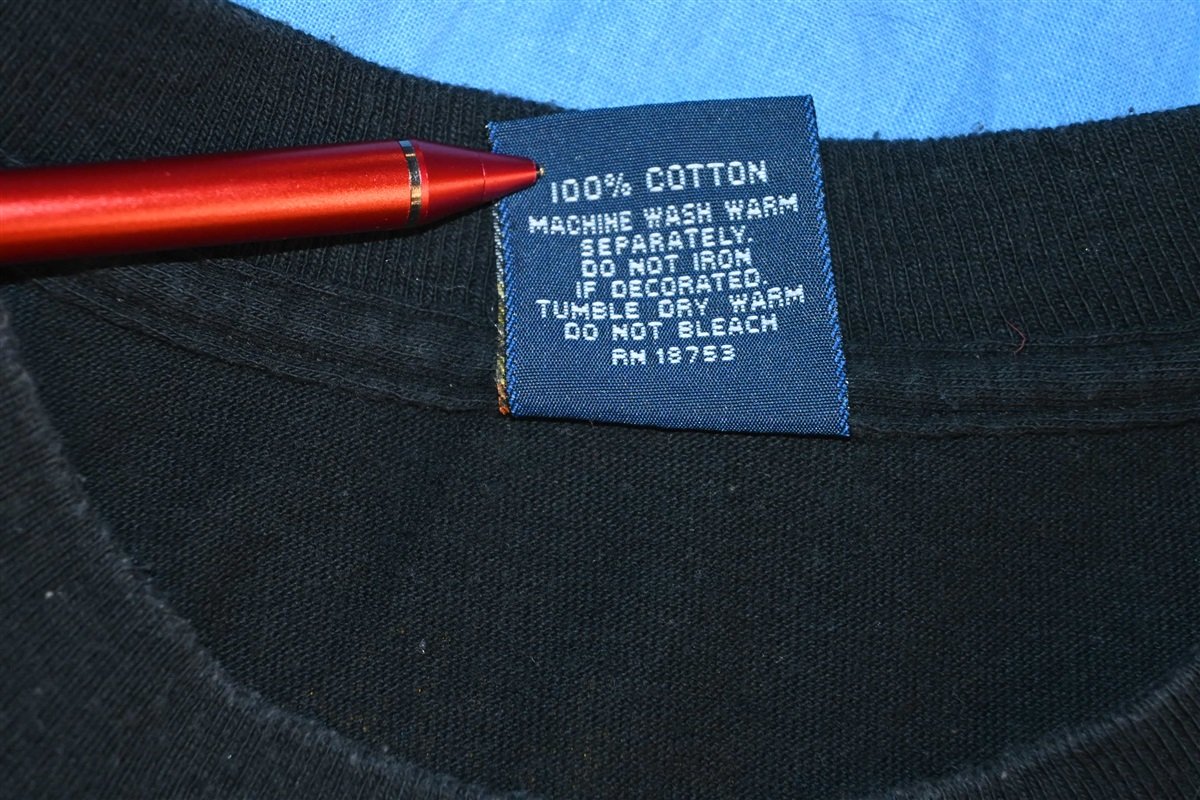 100% COTTON
MACHINE WASH WARM
SEPARATELY.
DO NOT IRON
IF DECORATED.
TUMBLE DRY WARM
DO NOT BLEACH
RN 18753